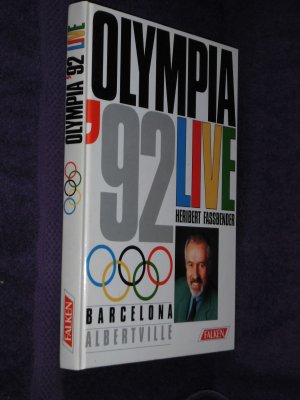 OLYMPIA '92 LIVE
FALKEN
OLYMPIA
'92
LIVE
HERIBERT FASSBENDER
BARCELONA
ALBERTVILLE
FALKEN